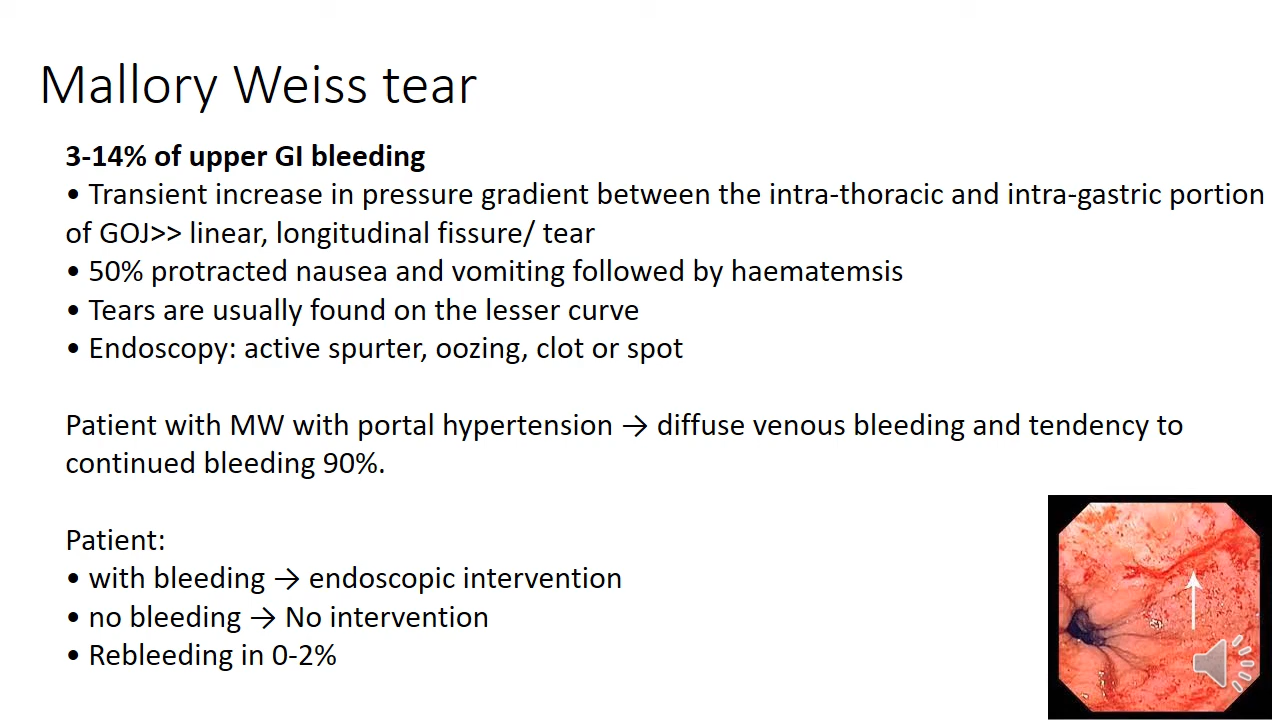 Mallory Weiss tear
3-14% of upper GI bleeding
• Transient increase in pressure gradient between the intra-thoracic and intra-gastric portion
of GOJ>> linear, longitudinal fissure/ tear
• 50% protracted nausea and vomiting followed by haematemsis
• Tears are usually found on the lesser curve
• Endoscopy: active spurter, oozing, clot or spot
Patient with MW with portal hypertension → diffuse venous bleeding and tendency to
continued bleeding 90%.
Patient:
• with bleeding → endoscopic intervention
• no bleeding → No intervention
• Rebleeding in 0-2%